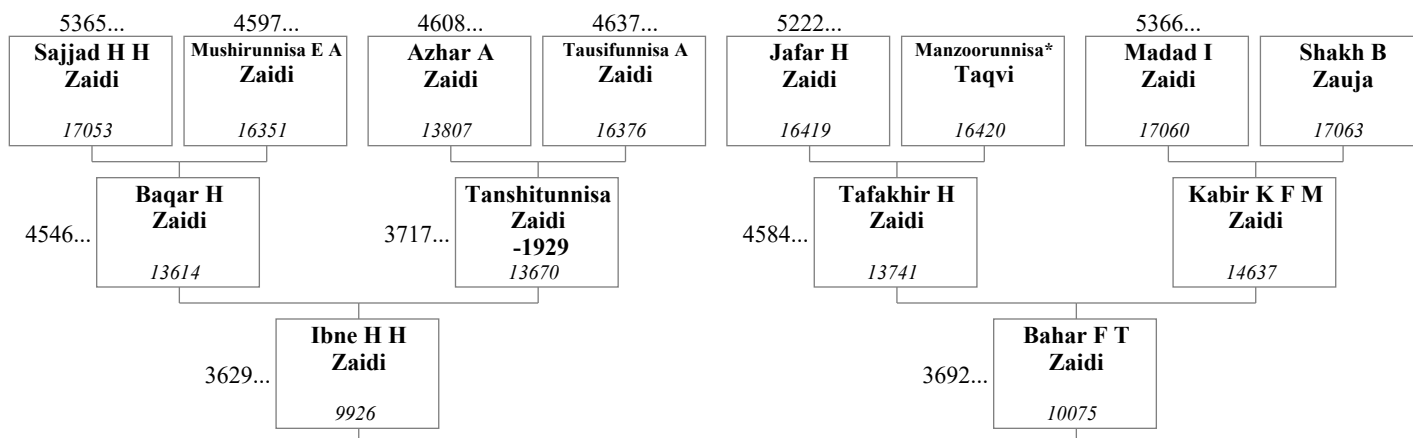 5365... 4597... 4608... 4637... 5222... 5366...
Sajjad H H
Zaidi
17053
Mushirunnisa E A
Zaidi
16351
Azhar A
Zaidi
13807
Tausifunnisa A
Zaidi
16376
Jafar H
Zaidi
16419
Manzoorunnisa*
Taqvi
16420
Madad I
Zaidi
17060
Shakh B
Zauja
17063
4546...
Baqar H
Zaidi
13614
3717...
Tanshitunnisa
Zaidi
-1929
13670
4584...
Tafakhir H
Zaidi
13741
Kabir K F M
Zaidi
14637
3629...
Ibne H H
Zaidi
9926
3692...
Bahar F T
Zaidi
10075